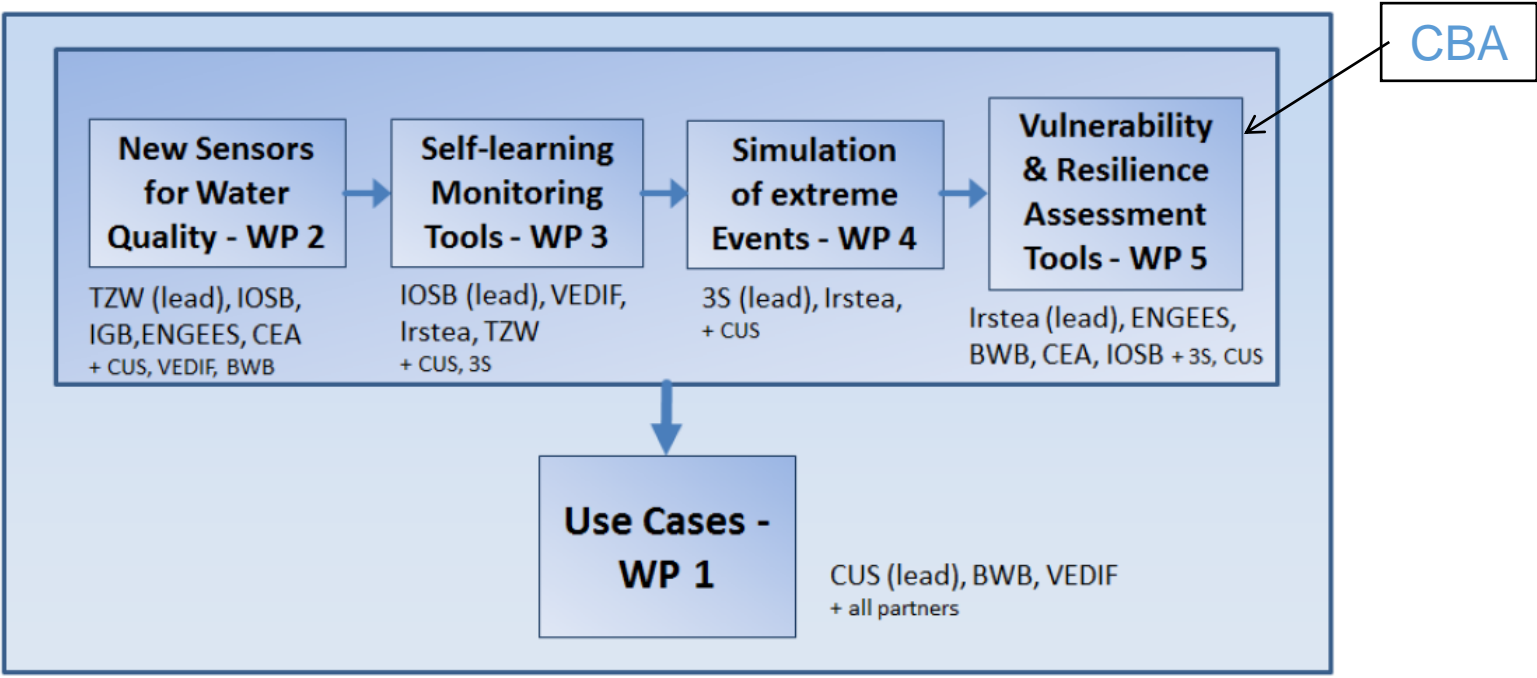 CBA
New Sensors
for Water
Quality - WP 2
TZW (lead), IOSB,
IGB,ENGEES, CEA
+ CUS, VEDIF, BWB
Self-learning
Monitoring
Tools - WP 3
IOSB (lead), VEDIF,
Irstea, TZW
+ CUS, 3S
Simulation
of extreme
Events - WP 4
3S (lead), Irstea,
+ CUS
Vulnerability
& Resilience
Assessment
Tools - WP 5
Irstea (lead), ENGEES,
BWB, CEA, IOSB + 3S, CUS
Use Cases -
WP 1
CUS (lead), BWB, VEDIF
+ all partners